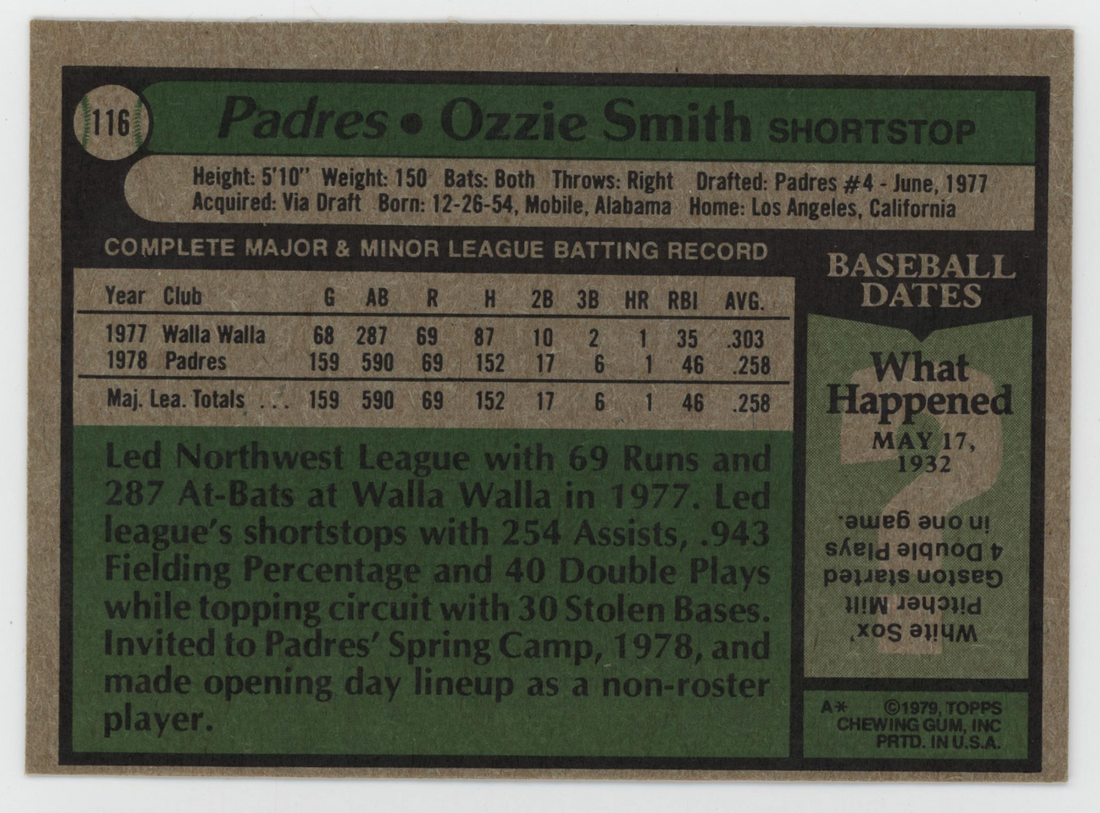 116
Padres • Ozzie Smith SHORTSTOP
Height: 5'10" Weight: 150 Bats: Both Throws: Right Drafted: Padres #4 - June, 1977
Acquired: Via Draft Born: 12-26-54, Mobile, Alabama Home: Los Angeles, California
COMPLETE MAJOR & MINOR LEAGUE BATTING RECORD
Year Club G AB R H 2B 3B HR RBI AVG.
1977 Walla Walla 68 287 69 87 10 2 1 35 .303
1978 Padres 159 590 69 152 17 6 1 46 .258
Maj. Lea. Totals ... 159 590 69 152 17 6 1 46 .258
Led Northwest League with 69 Runs and
287 At-Bats at Walla Walla in 1977. Led
league's shortstops with 254 Assists, .943
Fielding Percentage and 40 Double Plays
while topping circuit with 30 Stolen Bases.
Invited to Padres' Spring Camp, 1978, and
made opening day lineup as a non-roster
player.
BASEBALL
DATES
What
Happened
MAY 17,
1932
?
White Sox'
Pitcher Milt
Gaston started
4 Double Plays
in one game.
A* ©1979, TOPPS
CHEWING GUM, INC
PRTD. IN U.S.A.